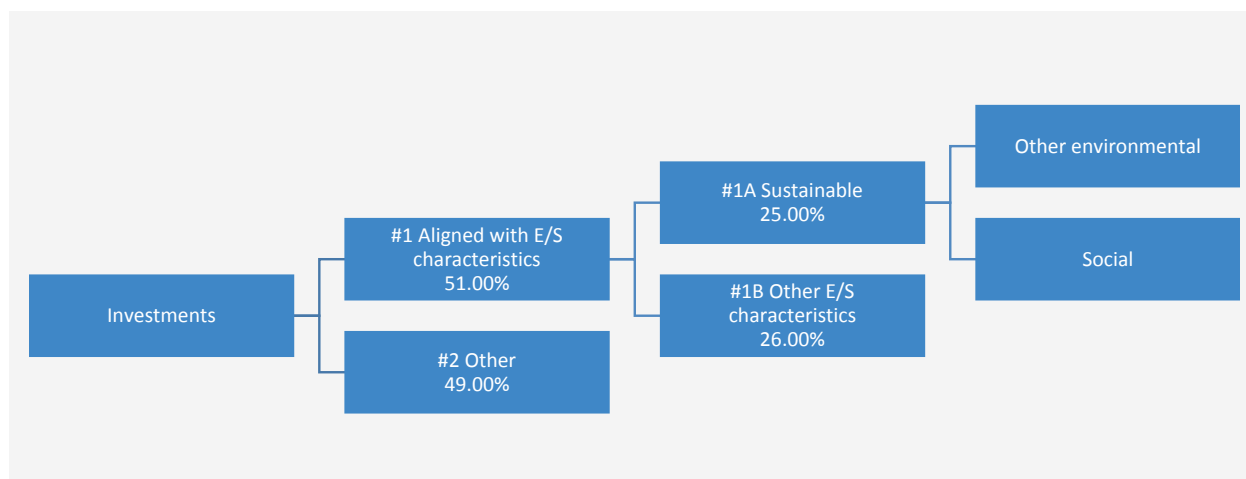 Investments
#1 Aligned with E/S
characteristics
51.00%
#2 Other
49.00%
#1A Sustainable
25.00%
#1B Other E/S
characteristics
26.00%
Other environmental
Social